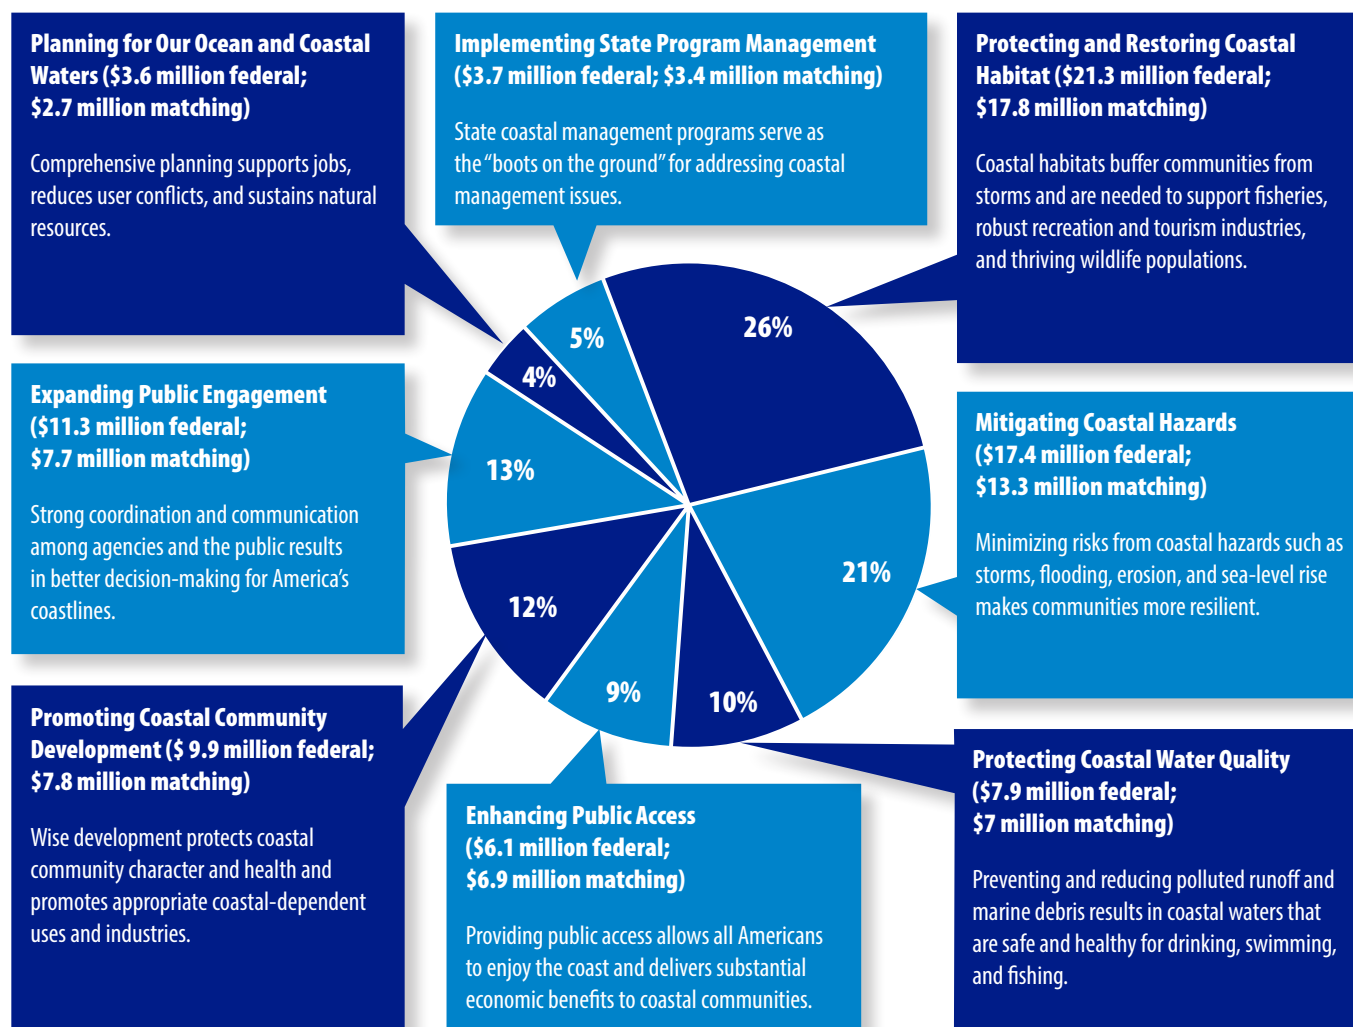 Planning for Our Ocean and Coastal
Waters ($3.6 million federal;
$2.7 million matching)
Comprehensive planning supports jobs,
reduces user conflicts, and sustains natural
resources.
Implementing State Program Management
($3.7 million federal; $3.4 million matching)
State coastal management programs serve as
the “boots on the ground” for addressing coastal
management issues.
Protecting and Restoring Coastal
Habitat ($21.3 million federal;
$17.8 million matching)
Coastal habitats buffer communities from
storms and are needed to support fisheries,
robust recreation and tourism industries,
and thriving wildlife populations.
Expanding Public Engagement
($11.3 million federal;
$7.7 million matching)
Strong coordination and communication
among agencies and the public results
in better decision-making for America’s
coastlines.
5%
26%
4%
13%
21%
12%
9%
10%
Mitigating Coastal Hazards
($17.4 million federal;
$13.3 million matching)
Minimizing risks from coastal hazards such as
storms, flooding, erosion, and sea-level rise
makes communities more resilient.
Promoting Coastal Community
Development ($ 9.9 million federal;
$7.8 million matching)
Wise development protects coastal
community character and health and
promotes appropriate coastal-dependent
uses and industries.
Enhancing Public Access
($6.1 million federal;
$6.9 million matching)
Providing public access allows all Americans
to enjoy the coast and delivers substantial
economic benefits to coastal communities.
Protecting Coastal Water Quality
($7.9 million federal;
$7 million matching)
Preventing and reducing polluted runoff and
marine debris results in coastal waters that
are safe and healthy for drinking, swimming,
and fishing.